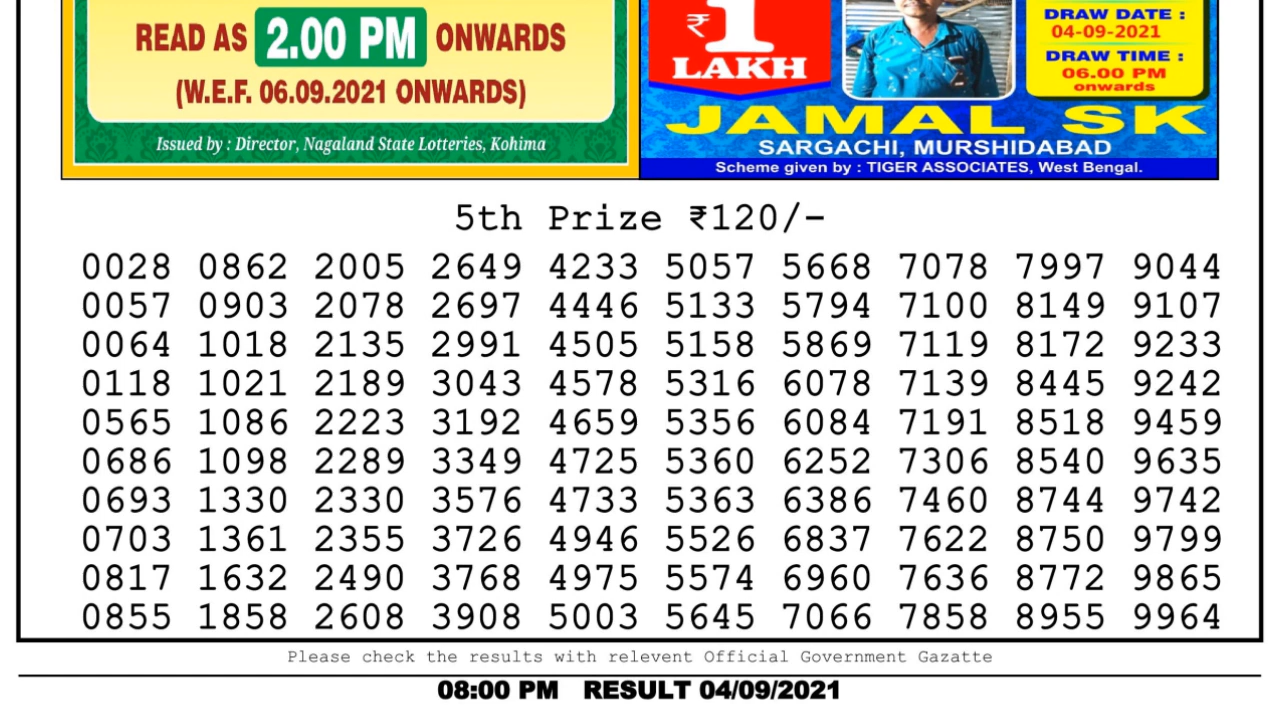 READ AS 2.00 PM ONWARDS
(W.E.F. 06.09.2021 ONWARDS)
Issued by : Director, Nagaland State Lotteries, Kohima
₹1
LAKH
DRAW DATE :
04-09-2021
DRAW TIME :
06.00 PM
onwards
JAMAL SK
SARGACHI, MURSHIDABAD
Scheme given by : TIGER ASSOCIATES, West Bengal.
5th Prize ₹120/-
0028 0862 2005 2649 4233 5057 5668 7078 7997 9044
0057 0903 2078 2697 4446 5133 5794 7100 8149 9107
0064 1018 2135 2991 4505 5158 5869 7119 8172 9233
0118 1021 2189 3043 4578 5316 6078 7139 8445 9242
0565 1086 2223 3192 4659 5356 6084 7191 8518 9459
0686 1098 2289 3349 4725 5360 6252 7306 8540 9635
0693 1330 2330 3576 4733 5363 6386 7460 8744 9742
0703 1361 2355 3726 4946 5526 6837 7622 8750 9799
0817 1632 2490 3768 4975 5574 6960 7636 8772 9865
0855 1858 2608 3908 5003 5645 7066 7858 8955 9964
Please check the results with relevent Official Government Gazatte
08:00 PM RESULT 04/09/2021